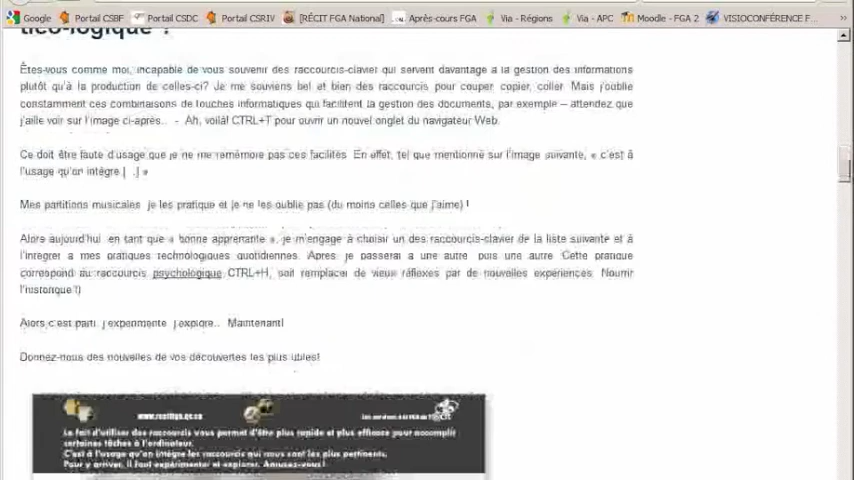 Google Portail CSBF Portail CSDC Portail CSRIV [RÉCIT FGA National] Après-cours FGA Via - Régions Via - APC Moodle - FGA 2 VISIOCONFÉRENCE F...
tico-logique ?
Êtes-vous comme moi, incapable de vous souvenir des raccourcis-clavier qui servent davantage à la gestion des informations
plutôt qu'à la production de celles-ci? Je me souviens bel et bien des raccourcis pour couper copier, coller. Mais j'oublie
constamment ces combinaisons de touches informatiques qui facilitent la gestion des documents, par exemple – attendez que
j'aille voir sur l'image ci-après... - Ah, voilà! CTRL+T pour ouvrir un nouvel onglet du navigateur Web.
Ce doit être faute d'usage que je ne me remémore pas ces facilités. En effet, tel que mentionné sur l'image suivante, « c'est à
l'usage qu'on intègre [...] »
Mes partitions musicales je les pratique et je ne les oublie pas (du moins celles que j'aime) !
Alors aujourd'hui en tant que « bonne apprenante », je m'engage à choisir un des raccourcis-clavier de la liste suivante et à
l'intégrer à mes pratiques technologiques quotidiennes. Après je passerai à une autre puis une autre. Cette pratique
correspond au raccourcis psychologique CTRL+H, soit remplacer de vieux réflexes par de nouvelles expériences. Nourrir
l'historique!)
Alors c'est parti j'expérimente j'explore... Maintenant!
Donnez-nous des nouvelles de vos découvertes les plus utiles!
www.recitfga.qc.ca
Le fait d'utiliser des raccourcis vous permet d'être plus rapide et plus efficace pour accomplir
certaines tâches à l'ordinateur.
C'est à l'usage qu'on intègre les raccourcis qui nous sont les plus pertinents.
Pour y arriver, il faut expérimenter et explorer. Amusez-vous!